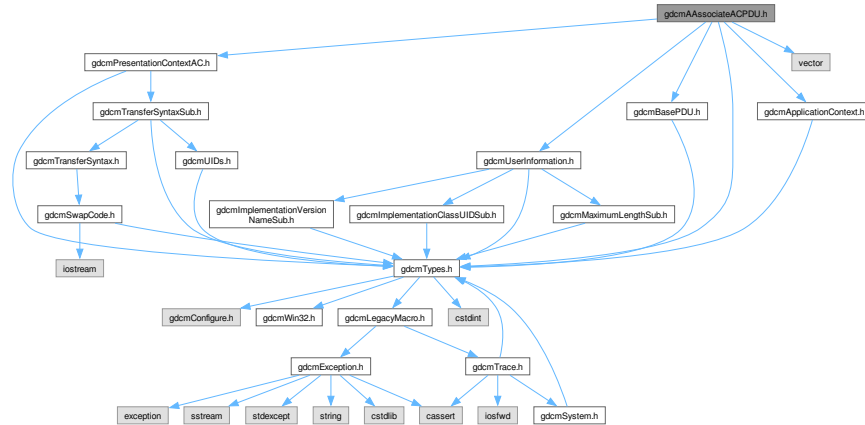 gdcmAAssociateACPDU.h
gdcmPresentationContextAC.h
vector
gdcmTransferSyntaxSub.h
gdcmBasePDU.h
gdcmApplicationContext.h
gdcmTransferSyntax.h
gdcmUIDs.h
gdcmUserInformation.h
gdcmSwapCode.h
gdcmImplementationVersion
NameSub.h
gdcmImplementationClassUIDSub.h
gdcmMaximumLengthSub.h
iostream
gdcmTypes.h
gdcmConfigure.h
gdcmWin32.h
gdcmLegacyMacro.h
cstdint
gdcmException.h
gdcmTrace.h
exception
sstream
stdexcept
string
cstdlib
cassert
iosfwd
gdcmSystem.h